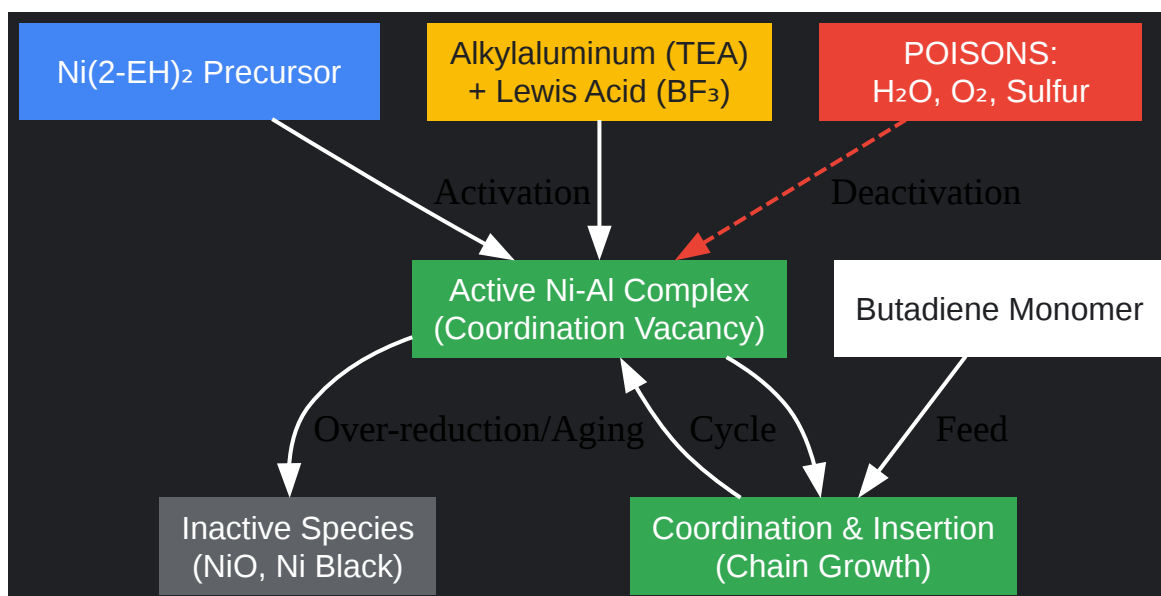 Ni(2-EH)₂ Precursor
Alkylaluminum (TEA)
+ Lewis Acid (BF₃)
POISONS:
H₂O, O₂, Sulfur
Activation
Deactivation
Active Ni-Al Complex
(Coordination Vacancy)
Butadiene Monomer
Over-reduction/Aging
Cycle
Feed
Inactive Species
(NiO, Ni Black)
Coordination & Insertion
(Chain Growth)